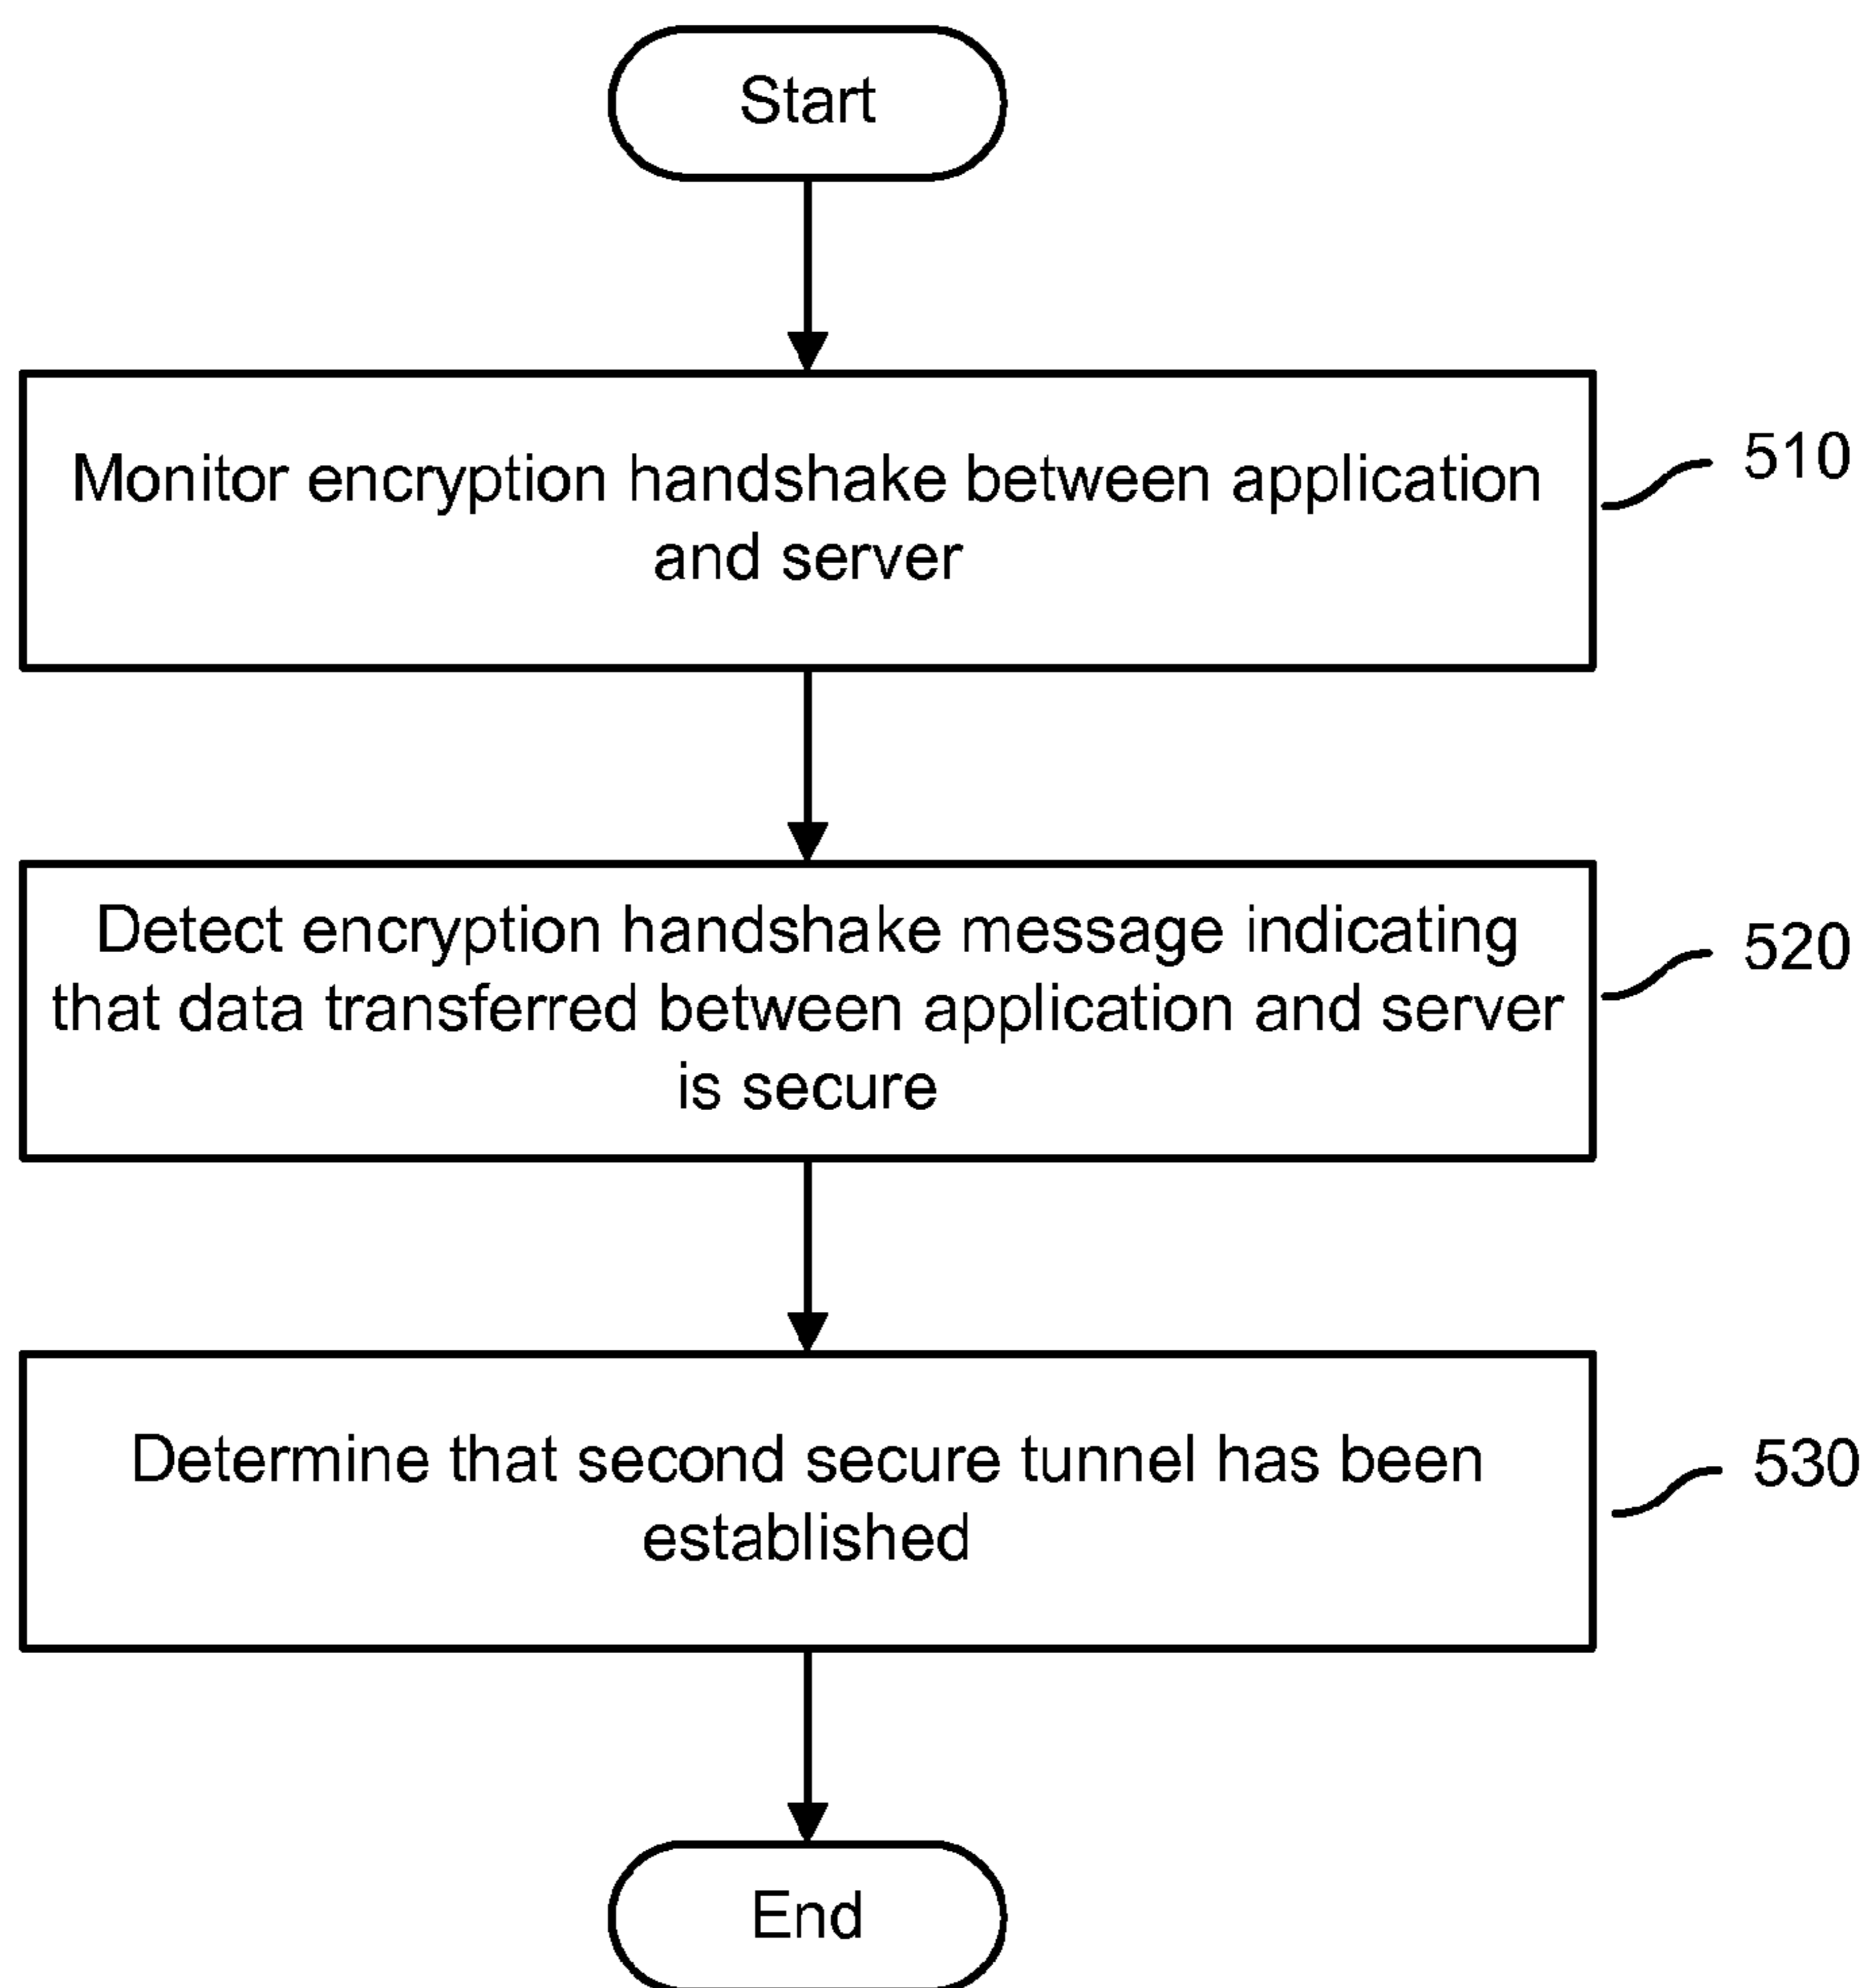 Start
Monitor encryption handshake between application
and server
510
Detect encryption handshake message indicating
that data transferred between application and server
is secure
520
Determine that second secure tunnel has been
established
530
End